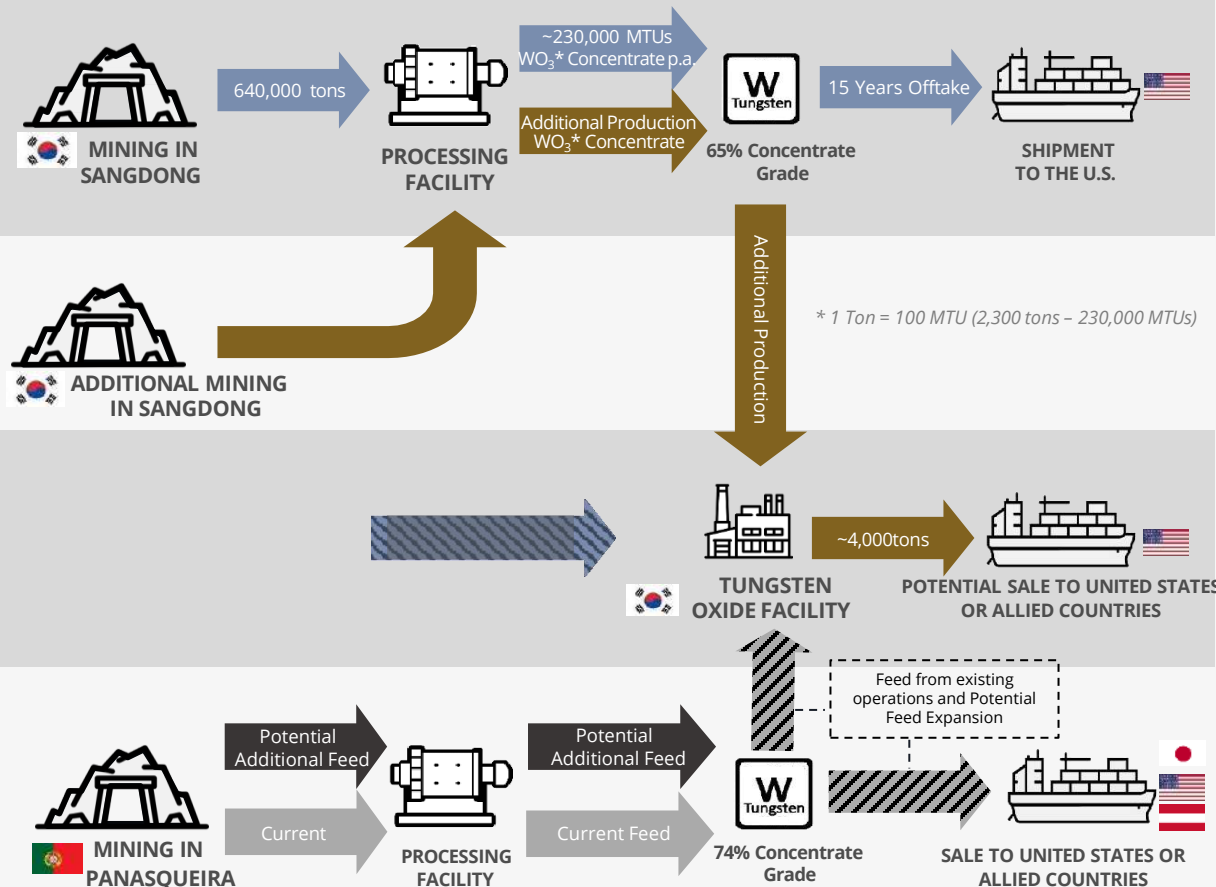 640,000 tons
~230,000 MTUs
WO₃* Concentrate p.a.
Additional Production
WO₃* Concentrate
W
Tungsten
15 Years Offtake
MINING IN
SANGDONG
PROCESSING
FACILITY
65% Concentrate
Grade
SHIPMENT
TO THE U.S.
Additional Production
* 1 Ton = 100 MTU (2,300 tons – 230,000 MTUs)
ADDITIONAL MINING
IN SANGDONG
~4,000tons
TUNGSTEN
OXIDE FACILITY
POTENTIAL SALE TO UNITED STATES
OR ALLIED COUNTRIES
Feed from existing
operations and Potential
Feed Expansion
Potential
Additional Feed
Potential
Additional Feed
W
Tungsten
Current
Current Feed
MINING IN
PANASQUEIRA
PROCESSING
FACILITY
74% Concentrate
Grade
SALE TO UNITED STATES OR
ALLIED COUNTRIES